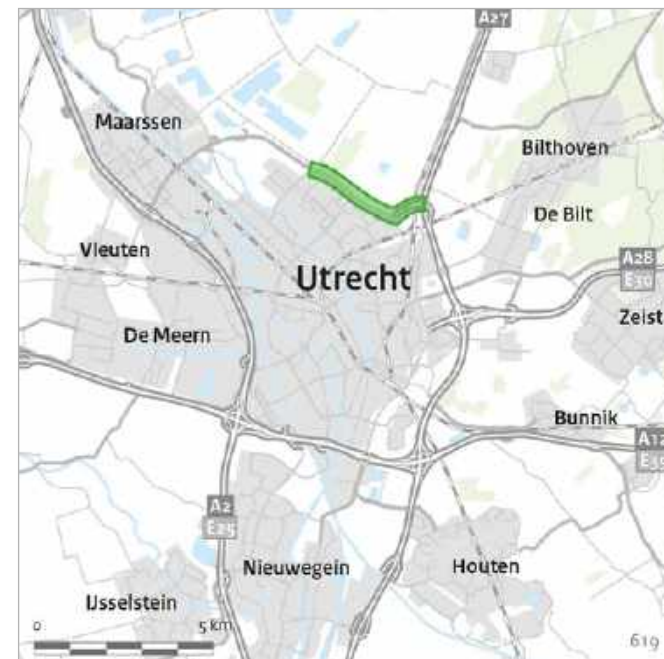 A27
Maarssen
Bilthoven
De Bilt
Vleuten
A28
E30
Utrecht
Zeist
De Meern
Bunnik
A12
A2
E25
Nieuwegein
Houten
IJsselstein
0
5 km
619